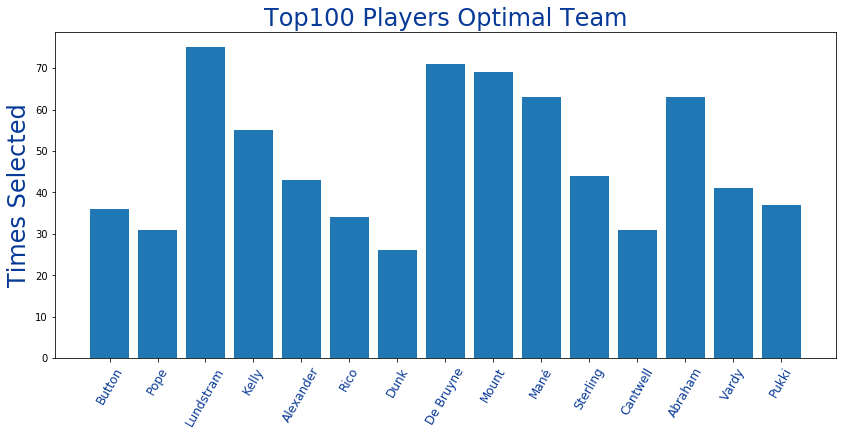 Top100 Players Optimal Team
Times Selected
70
60
50
40
30
20
10
0
Button
Pope
Lundstram
Kelly
Alexander
Rico
Dunk
De Bruyne
Mount
Mané
Sterling
Cantwell
Abraham
Vardy
Pukki